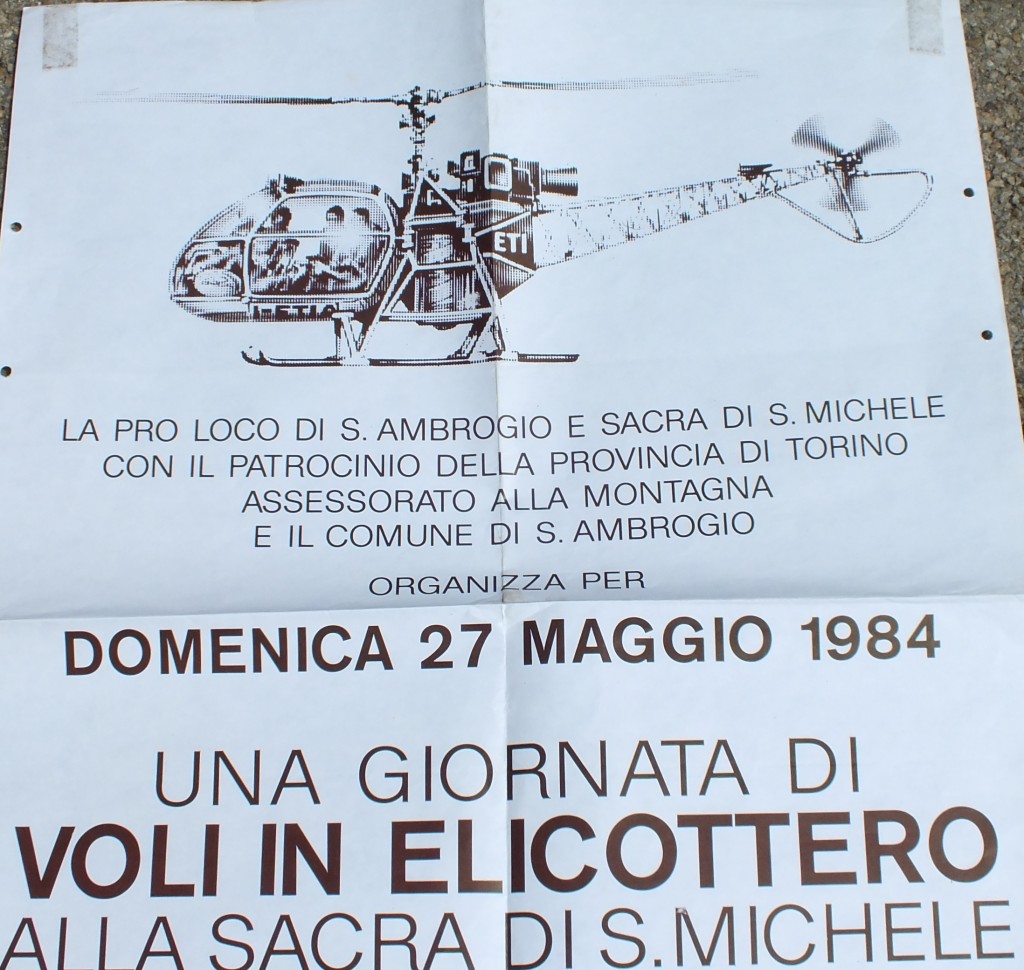 ETI
I-ETIA
LA PRO LOCO DI S. AMBROGIO E SACRA DI S. MICHELE
CON IL PATROCINIO DELLA PROVINCIA DI TORINO
ASSESSORATO ALLA MONTAGNA
E IL COMUNE DI S. AMBROGIO
ORGANIZZA PER
DOMENICA 27 MAGGIO 1984
UNA GIORNATA DI
VOLI IN ELICOTTERO
ALLA SACRA DI S. MICHELE